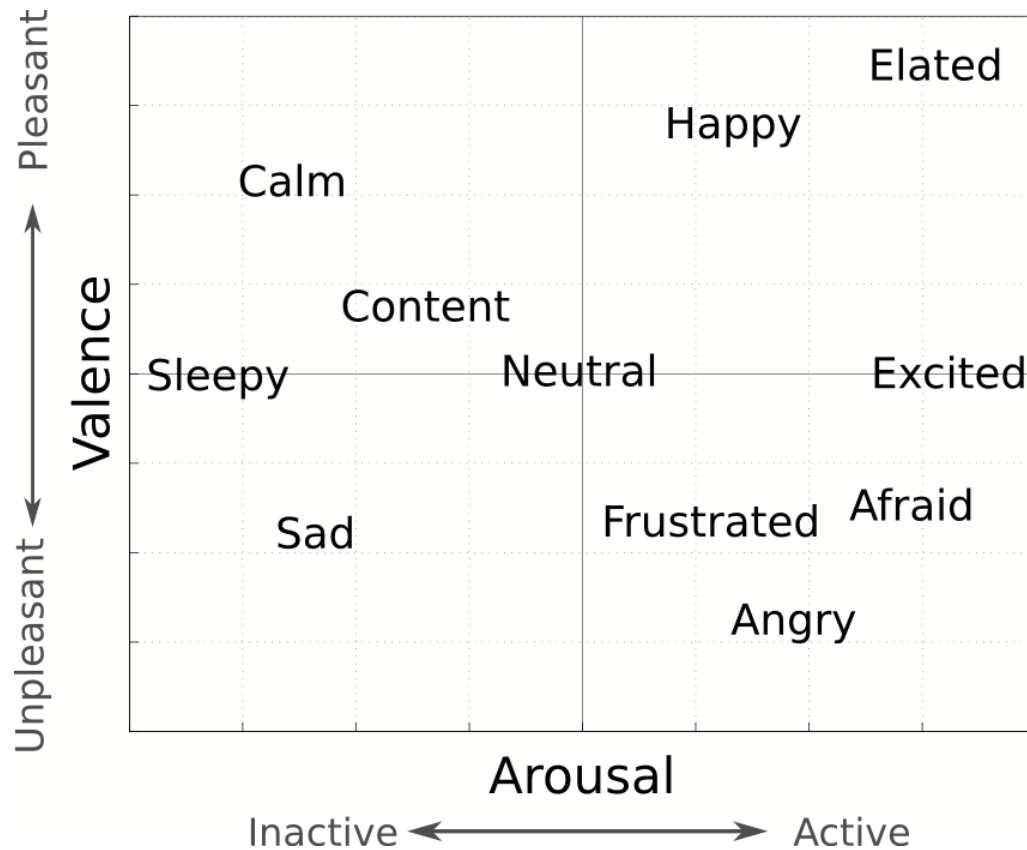 Pleasant
Elated
Happy
Calm
Content
Valence
Sleepy
Neutral
Excited
Afraid
Frustrated
Sad
Angry
Unpleasant
Arousal
Inactive
Active